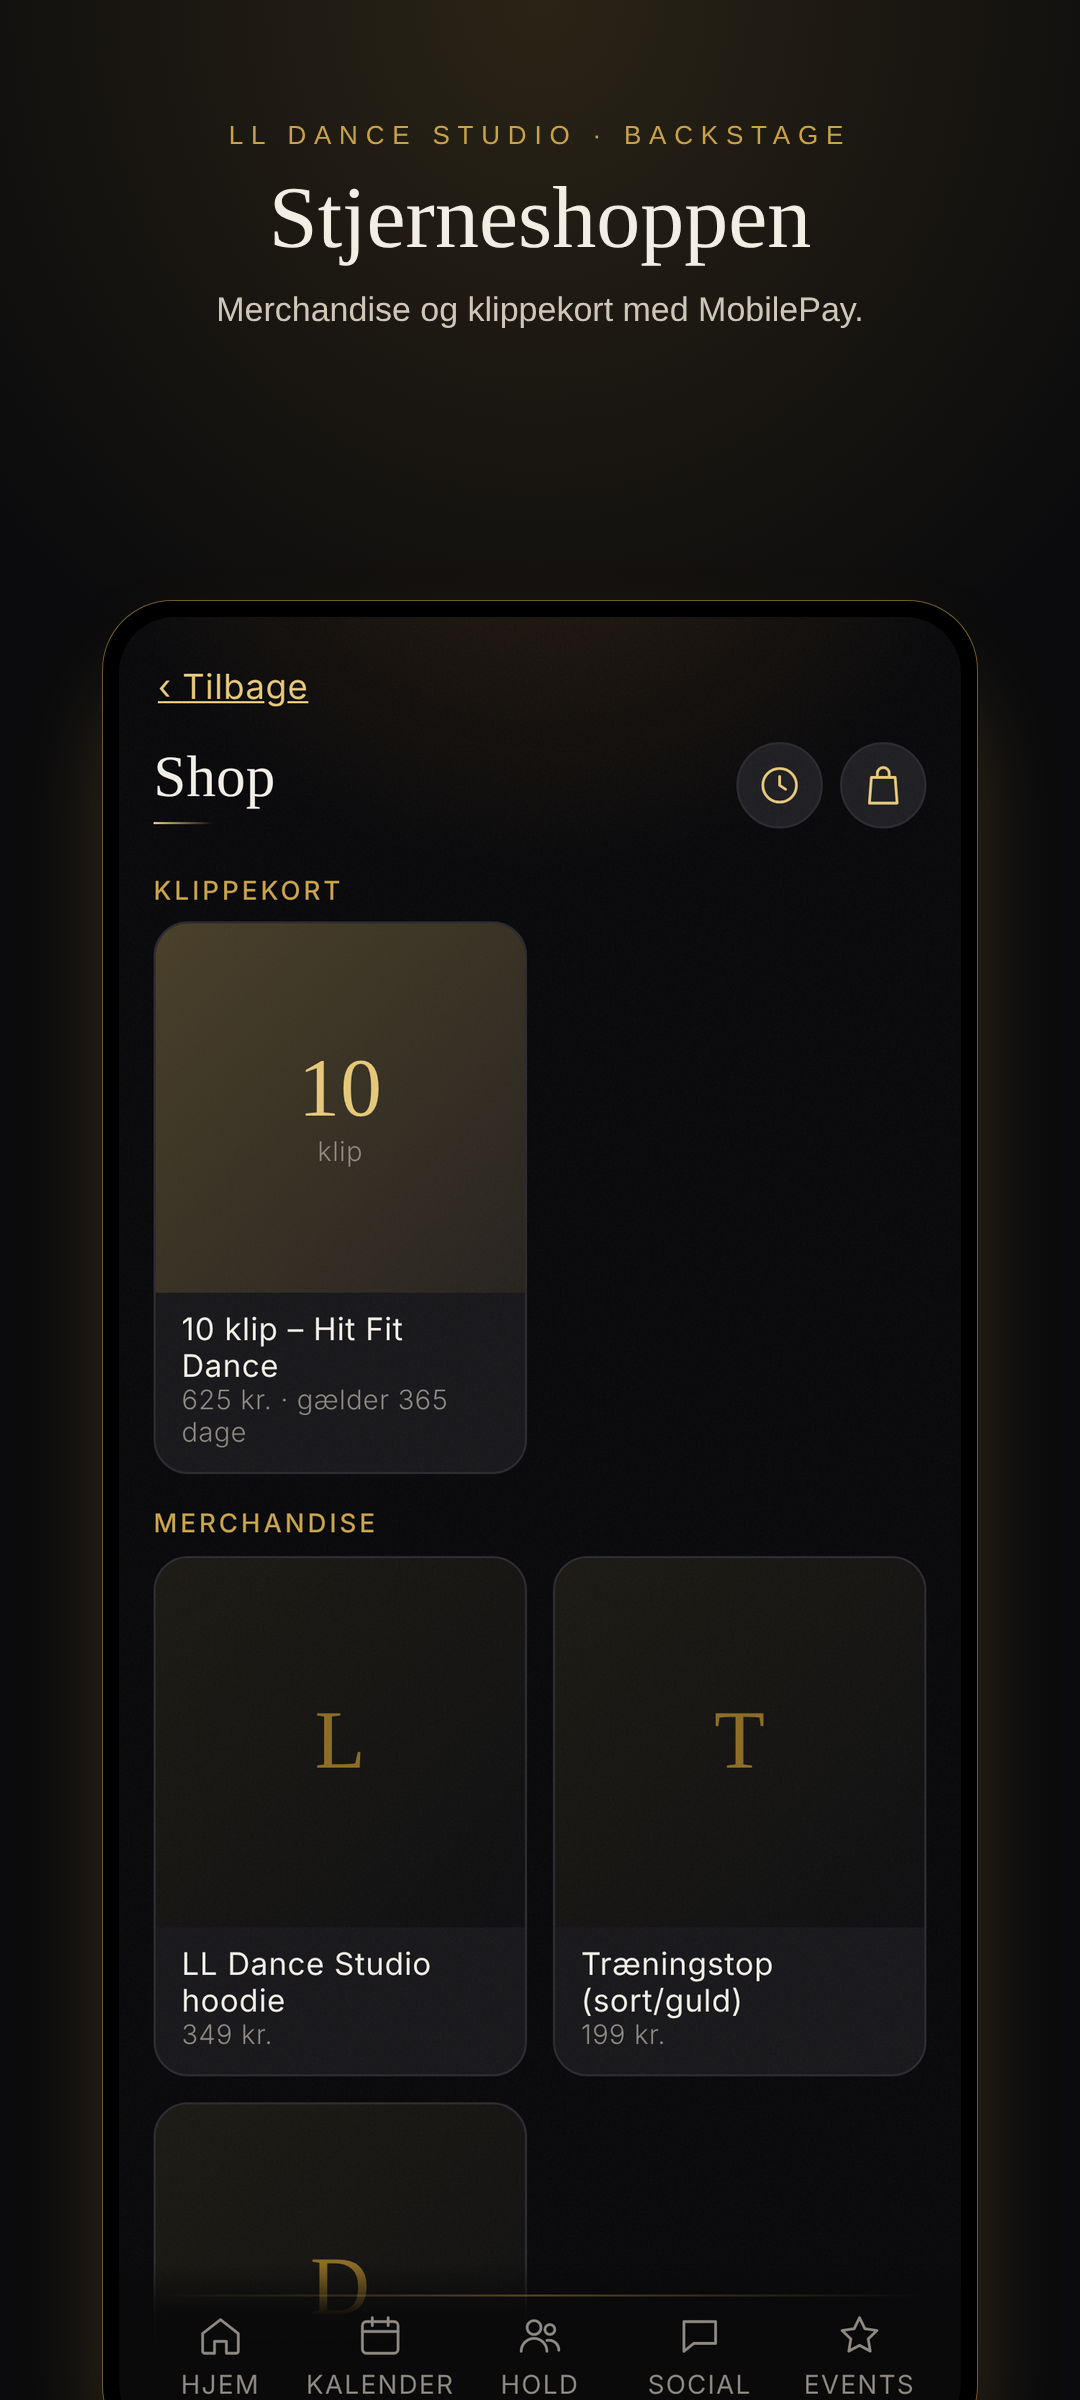 LL DANCE STUDIO · BACKSTAGE
Stjerneshoppen
Merchandise og klippekort med MobilePay.
‹ Tilbage
Shop
KLIPPEKORT
10
klip
10 klip – Hit Fit
Dance
625 kr. · gælder 365
dage
MERCHANDISE
L
T
LL Dance Studio
hoodie
349 kr.
Træningstop
(sort/guld)
199 kr.
D
HJEM
KALENDER
HOLD
SOCIAL
EVENTS